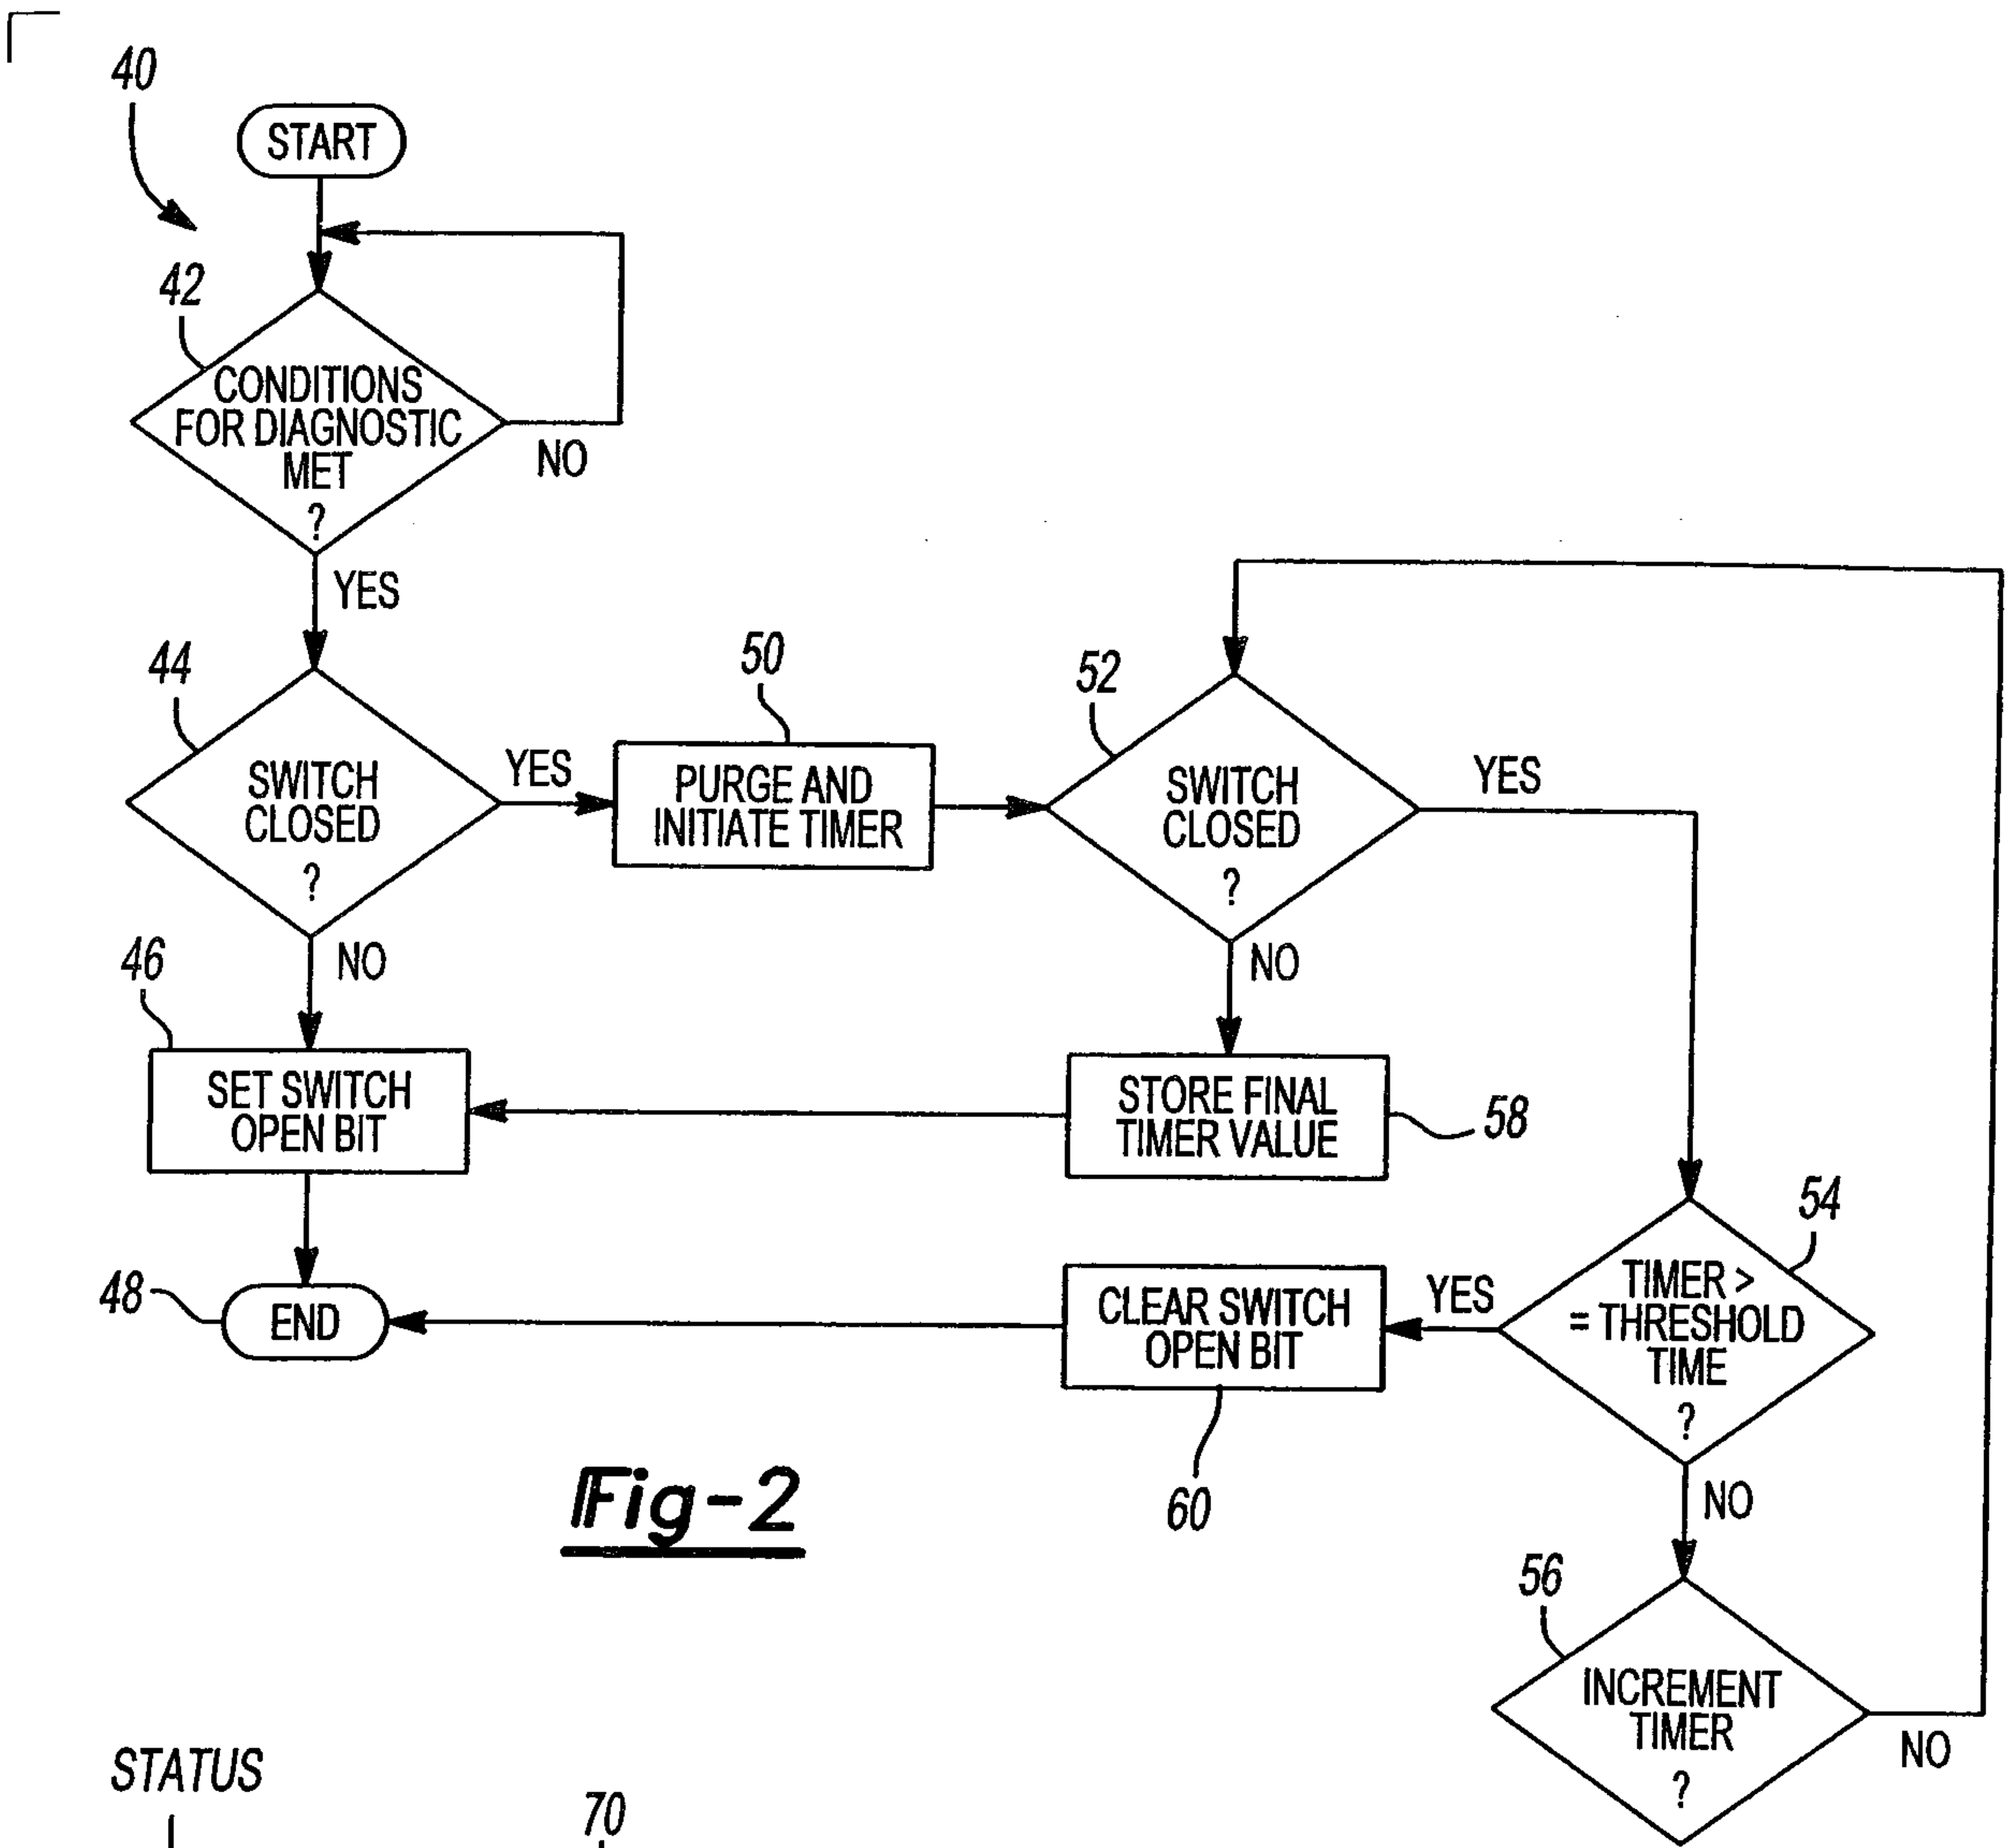 40
START
42
CONDITIONS
FOR DIAGNOSTIC
MET
?
NO
YES
44
SWITCH
CLOSED
?
YES
50
PURGE AND
INITIATE TIMER
52
SWITCH
CLOSED
?
YES
NO
NO
46
SET SWITCH
OPEN BIT
STORE FINAL
TIMER VALUE
58
54
TIMER >
= THRESHOLD
TIME
?
YES
CLEAR SWITCH
OPEN BIT
60
48
END
NO
56
INCREMENT
TIMER
?
NO
Fig-2
STATUS
70